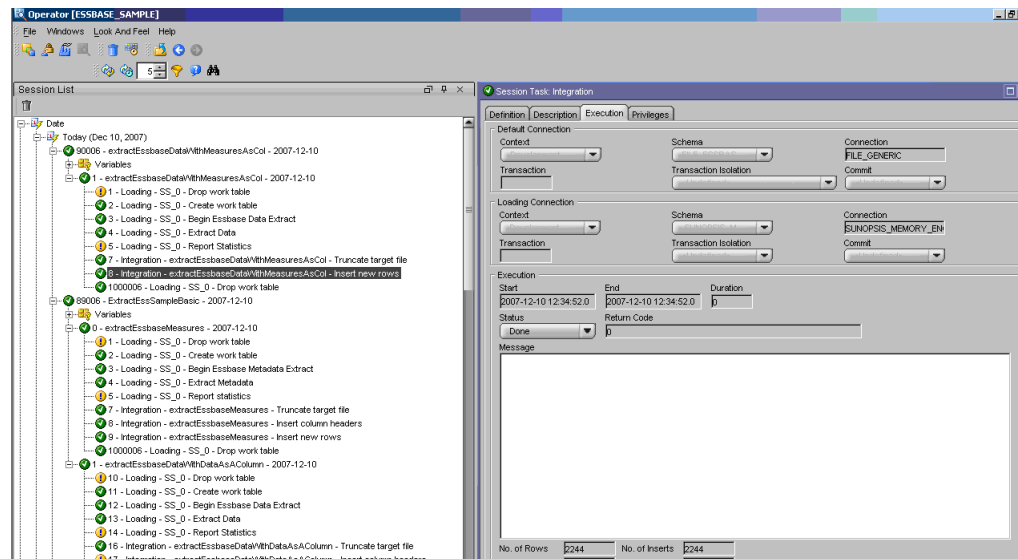 Operator [ESSBASE_SAMPLE]
File Windows Look And Feel Help
5
Session List
Date
Today (Dec 10, 2007)
90006 - extractEssbaseDataWithMeasuresAsCol - 2007-12-10
Variables
1 - extractEssbaseDataWithMeasuresAsCol - 2007-12-10
1 - Loading - SS_0 - Drop work table
2 - Loading - SS_0 - Create work table
3 - Loading - SS_0 - Begin Essbase Data Extract
4 - Loading - SS_0 - Extract Data
5 - Loading - SS_0 - Report Statistics
7 - Integration - extractEssbaseDataWithMeasuresAsCol - Truncate target file
8 - Integration - extractEssbaseDataWithMeasuresAsCol - Insert new rows
1000006 - Loading - SS_0 - Drop work table
89006 - ExtractEssSampleBasic - 2007-12-10
Variables
0 - extractEssbaseMeasures - 2007-12-10
1 - Loading - SS_0 - Drop work table
2 - Loading - SS_0 - Create work table
3 - Loading - SS_0 - Begin Essbase Metadata Extract
4 - Loading - SS_0 - Extract Metadata
5 - Loading - SS_0 - Report statistics
7 - Integration - extractEssbaseMeasures - Truncate target file
8 - Integration - extractEssbaseMeasures - Insert column headers
9 - Integration - extractEssbaseMeasures - Insert new rows
1000006 - Loading - SS_0 - Drop work table
1 - extractEssbaseDataWithDataAsAColumn - 2007-12-10
10 - Loading - SS_0 - Drop work table
11 - Loading - SS_0 - Create work table
12 - Loading - SS_0 - Begin Essbase Data Extract
13 - Loading - SS_0 - Extract Data
14 - Loading - SS_0 - Report Statistics
16 - Integration - extractEssbaseDataWithDataAsAColumn - Truncate target file
17 - Integration - extractEssbaseDataWithDataAsAColumn - Insert column headers
Session Task: Integration
Definition Description Execution Privileges
Default Connection
Context Schema Connection
FILE_GENERIC
Transaction Transaction Isolation Commit
Loading Connection
Context Schema Connection
SUNOPSIS_MEMORY_EN
Transaction Transaction Isolation Commit
Execution
Start End Duration
2007-12-10 12:34:52.0 2007-12-10 12:34:52.0 0
Status Return Code
Done 0
Message
No. of Rows 2244 No. of Inserts 2244